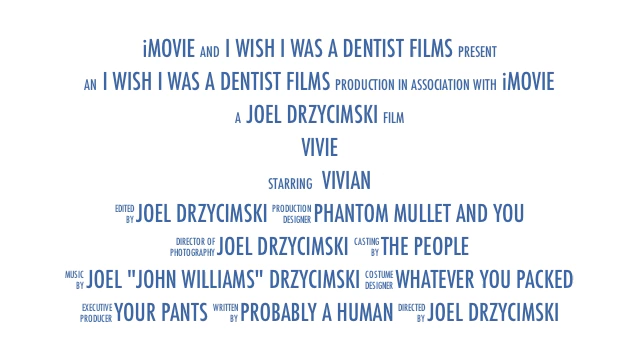 iMOVIE AND I WISH I WAS A DENTIST FILMS PRESENT
AN I WISH I WAS A DENTIST FILMS PRODUCTION IN ASSOCIATION WITH iMOVIE
A JOEL DRZYCIMSKI FILM
VIVIE
STARRING VIVIAN
EDITED BY JOEL DRZYCIMSKI PRODUCTION DESIGNER PHANTOM MULLET AND YOU
DIRECTOR OF PHOTOGRAPHY JOEL DRZYCIMSKI CASTING BY THE PEOPLE
MUSIC BY JOEL "JOHN WILLIAMS" DRZYCIMSKI COSTUME DESIGNER WHATEVER YOU PACKED
EXECUTIVE PRODUCER YOUR PANTS WRITTEN BY PROBABLY A HUMAN DIRECTED BY JOEL DRZYCIMSKI